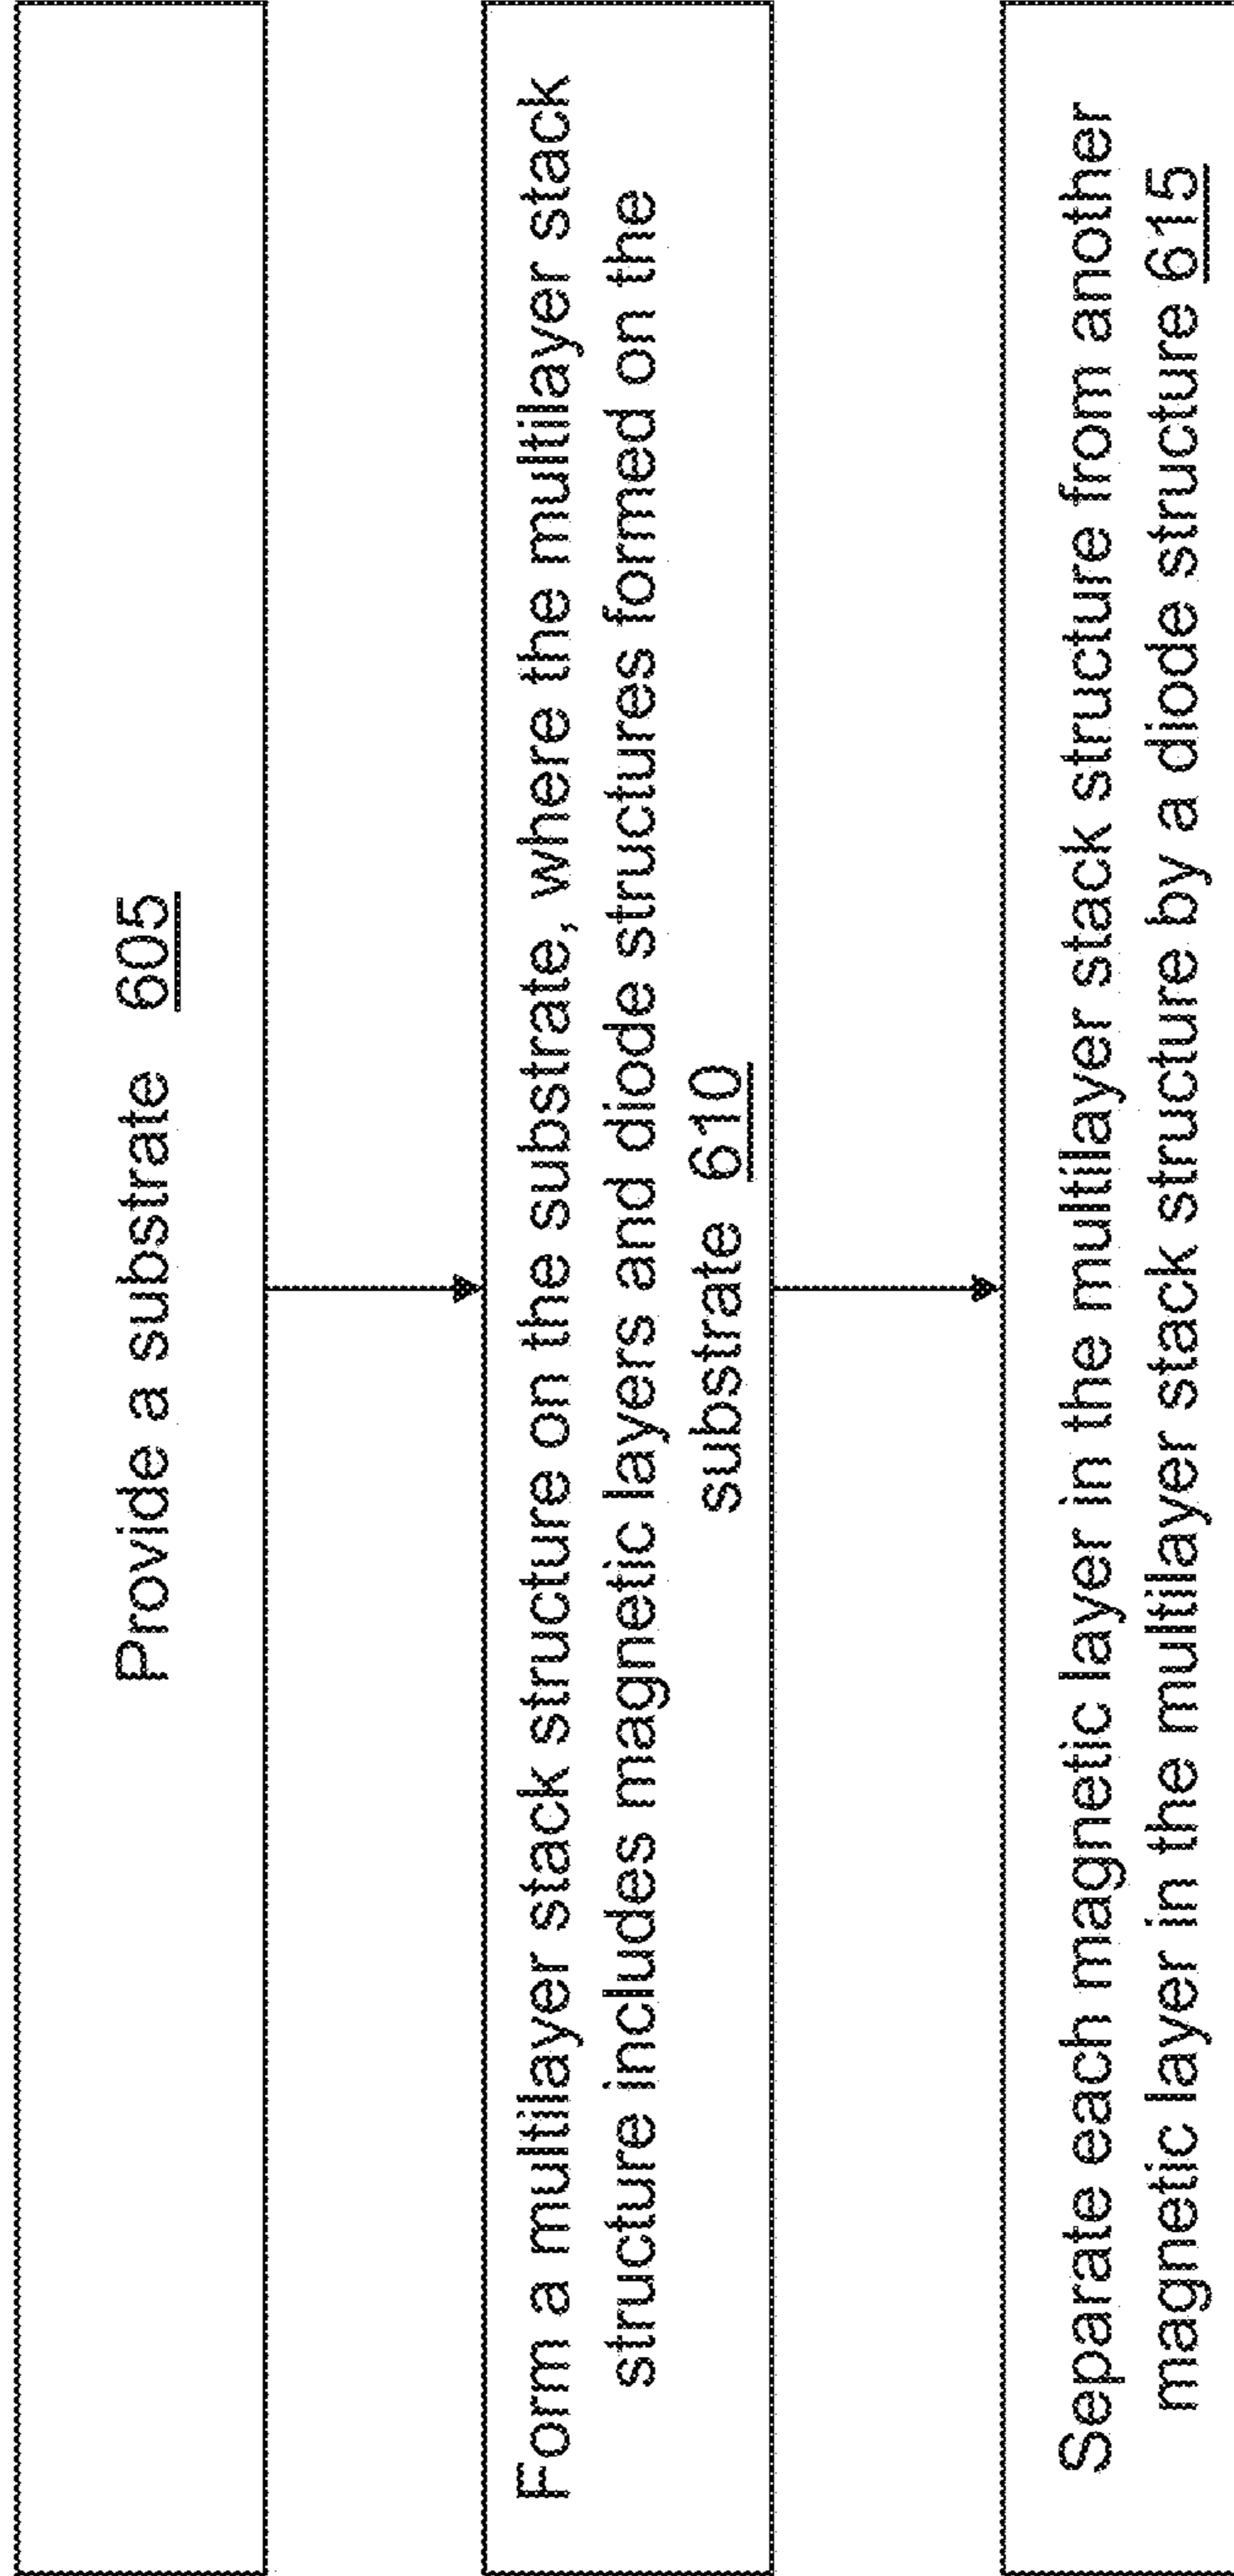 Provide a substrate 605
Form a multilayer stack structure on the substrate, where the multilayer stack
structure includes magnetic layers and diode structures formed on the
substrate 610
Separate each magnetic layer in the multilayer stack structure from another
magnetic layer in the multilayer stack structure by a diode structure 615